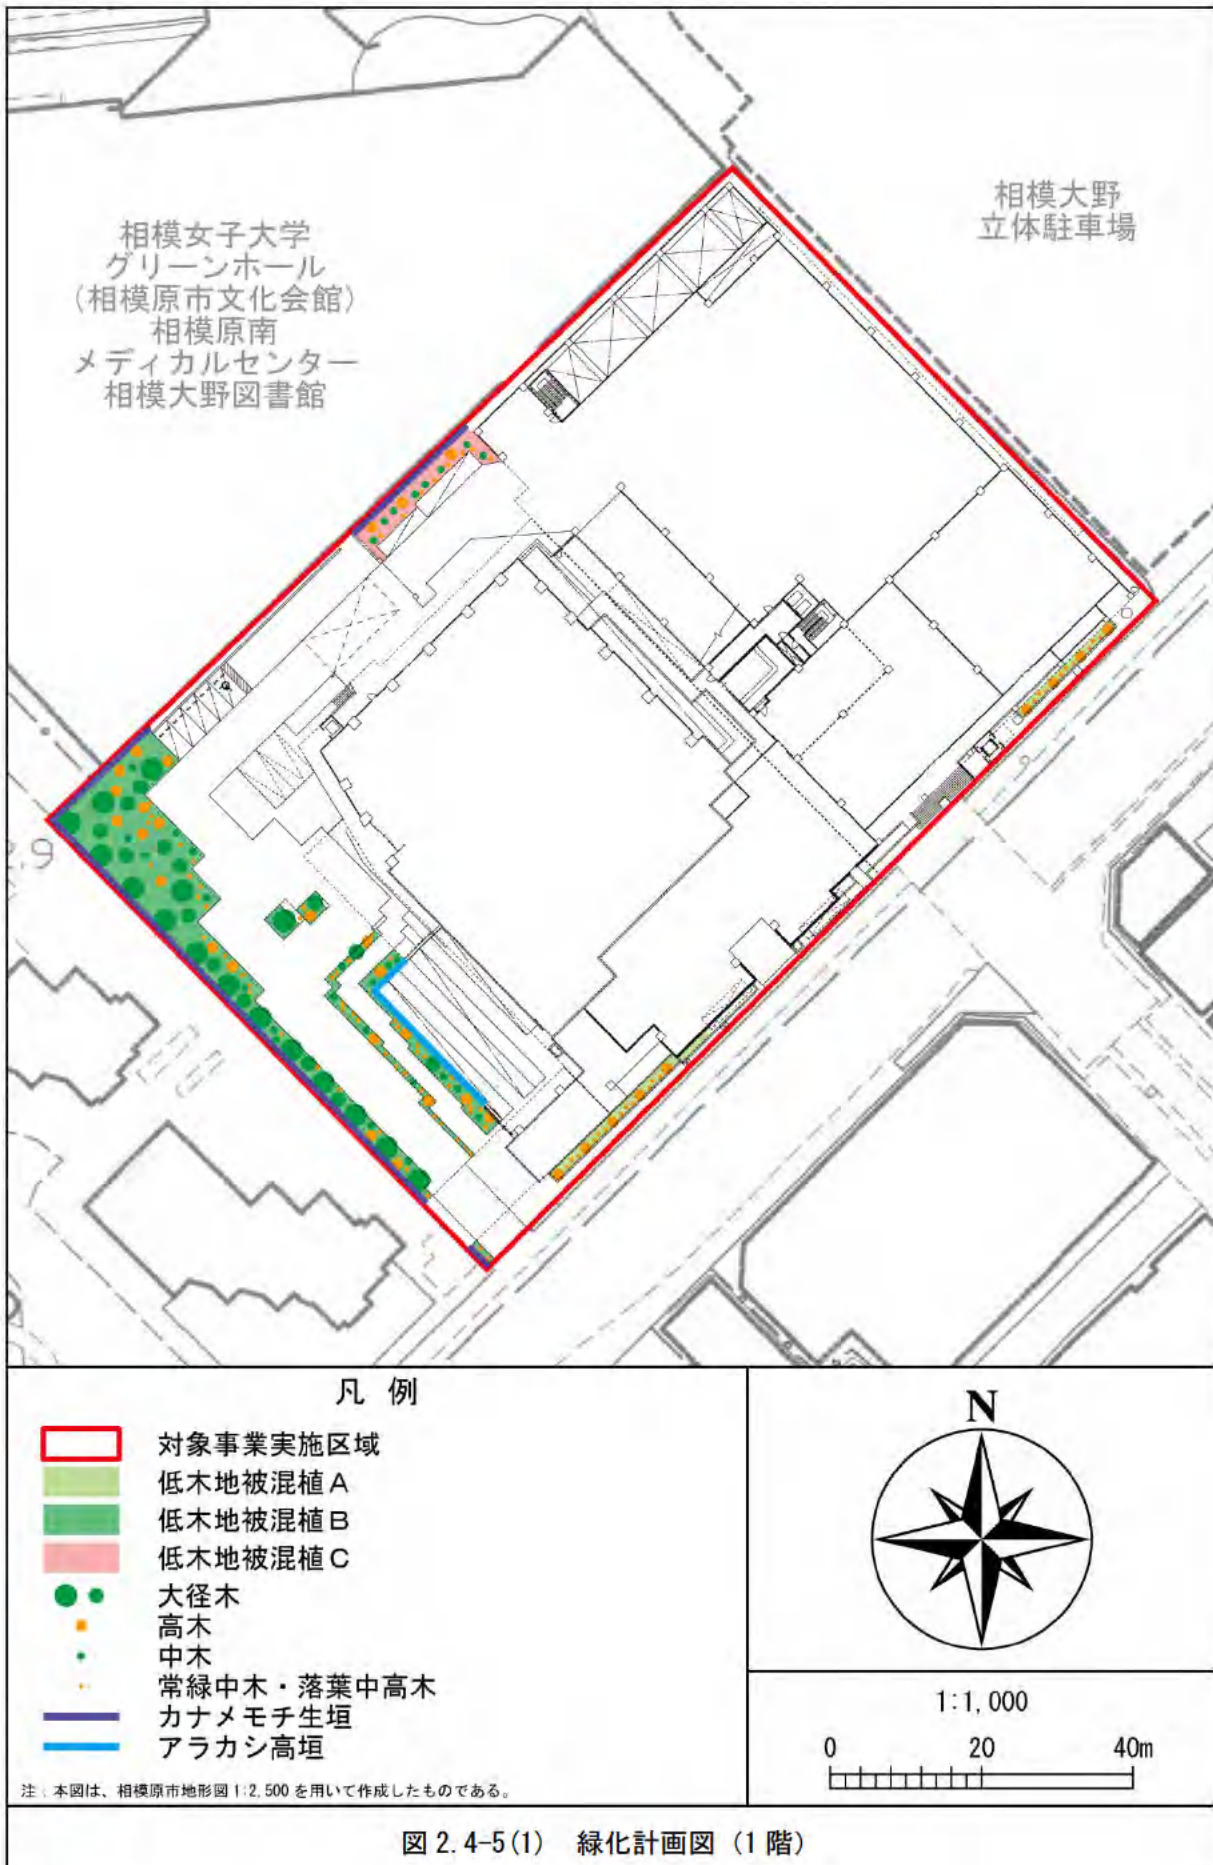 相模女子大学
グリーンホール
(相模原市文化会館)
相模原南
メディカルセンター
相模大野図書館
相模大野
立体駐車場
凡 例
対象事業実施区域
低木地被混植A
低木地被混植B
低木地被混植C
大径木
高木
中木
常緑中木・落葉中高木
カナメモチ生垣
アラカシ高垣
注：本図は、相模原市地形図 1:2,500 を用いて作成したものである。
N
1:1,000
0 20 40m
図 2.4-5(1) 緑化計画図 (1 階)